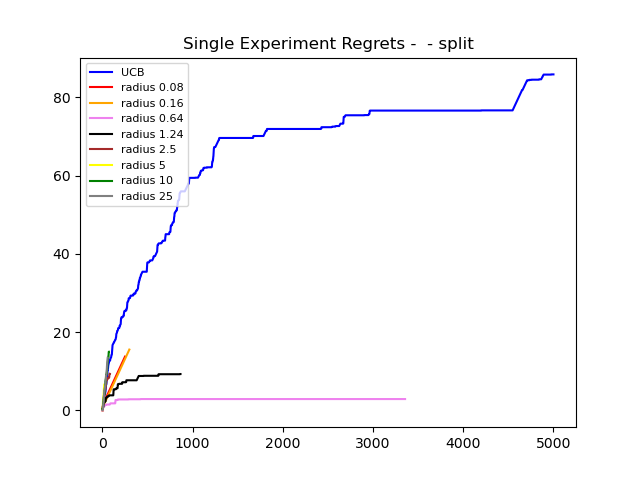 Single Experiment Regrets -  - split
UCB
radius 0.08
radius 0.16
radius 0.64
radius 1.24
radius 2.5
radius 5
radius 10
radius 25
80
60
40
20
0
0 1000 2000 3000 4000 5000